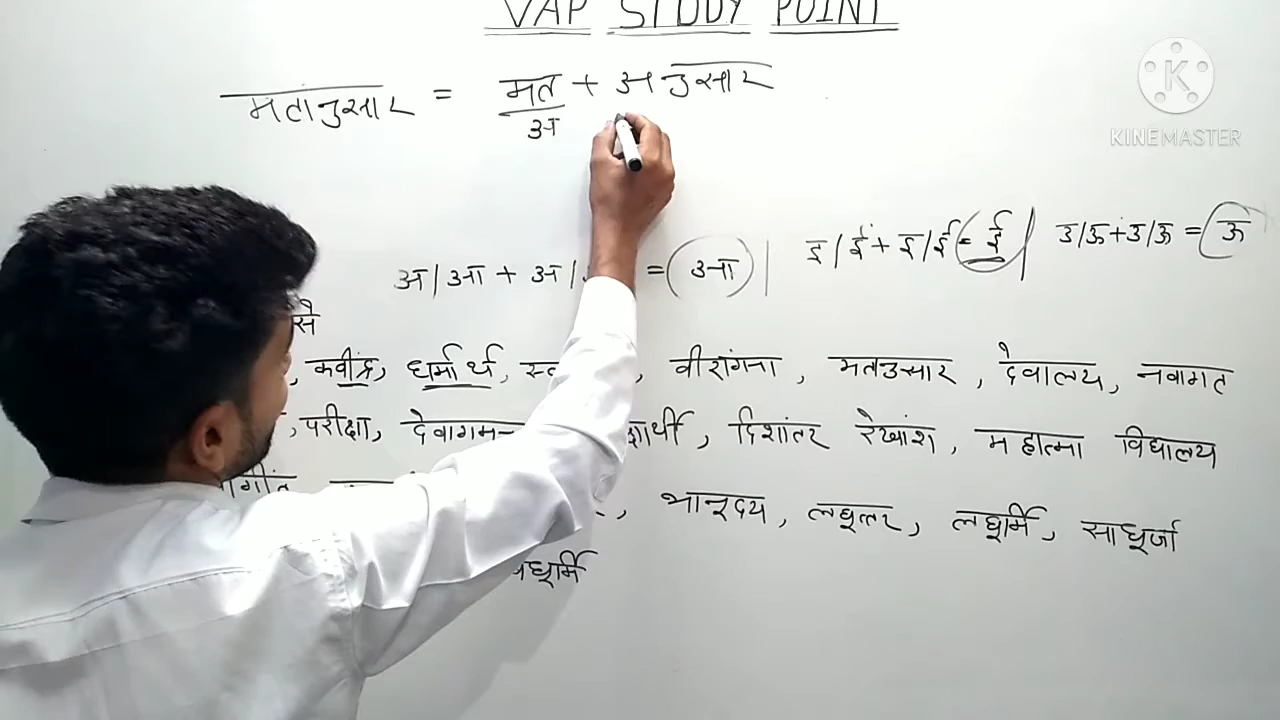 VAP STUDY POINT
मतानुसार = मत + अनुसार
अ
KINEMASTER
अ/आ + अ/ = आ | इ/ई + इ/ई = ई | उ/ऊ + उ/ऊ = ऊ
कवींद्र, धर्मार्थ, वीरांगना, मतानुसार, देवालय, नवागत
परीक्षा, देवागमन दिशांतर रेखांश, महात्मा विद्यालय
भानूदय, लघूत्तर, लघूर्मि, साधूर्जा